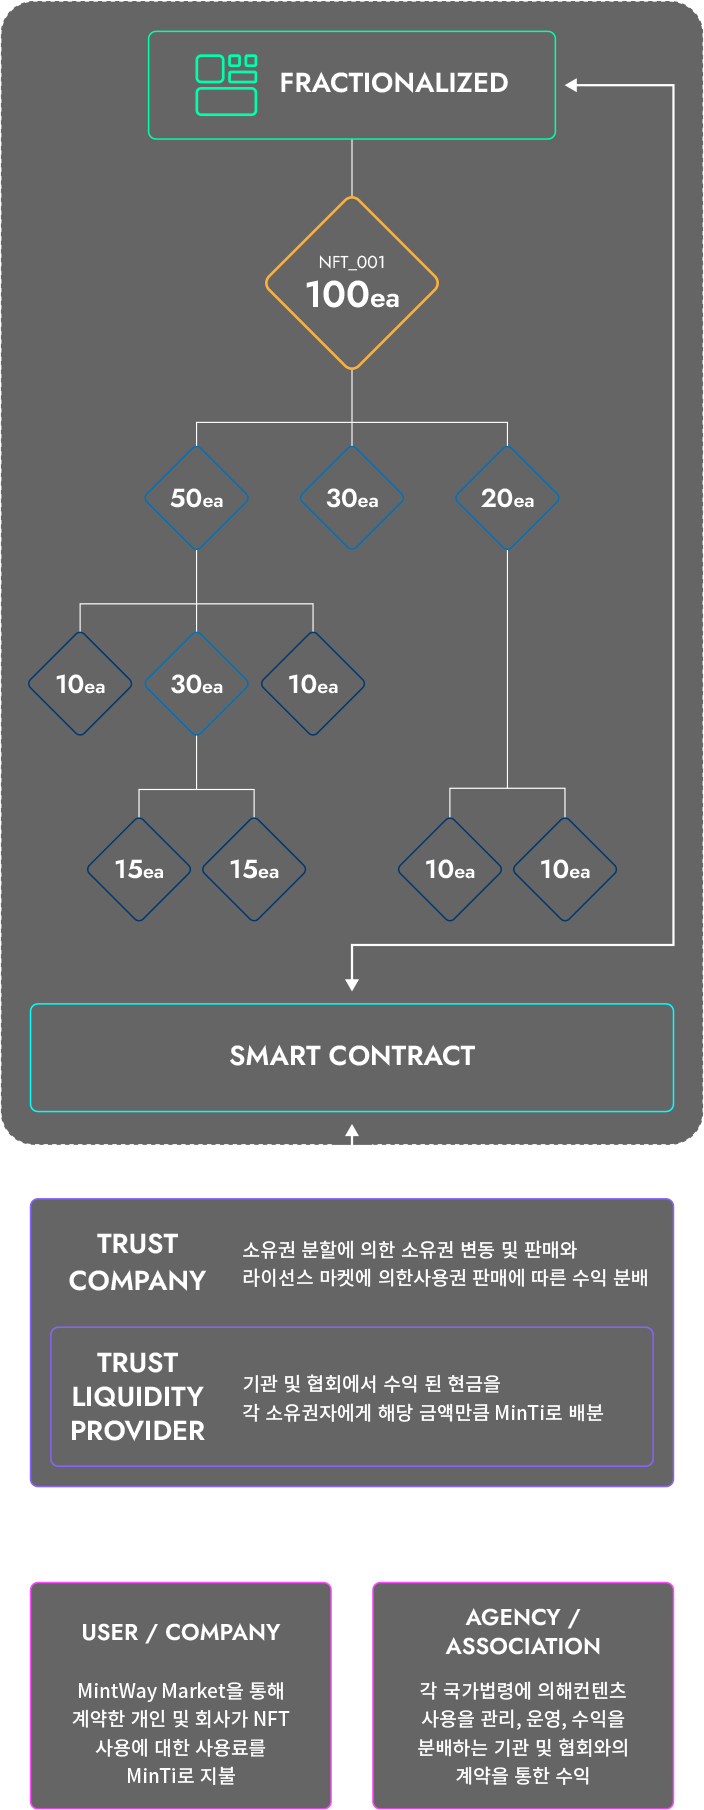 FRACTIONALIZED
NFT_001
100ea
50ea
30ea
20ea
10ea
30ea
10ea
15ea
15ea
10ea
10ea
SMART CONTRACT
TRUST
COMPANY
소유권 분할에 의한 소유권 변동 및 판매와
라이선스 마켓에 의한사용권 판매에 따른 수익 분배
TRUST
LIQUIDITY
PROVIDER
기관 및 협회에서 수익 된 현금을
각 소유권자에게 해당 금액만큼 MinTi로 배분
USER / COMPANY
MintWay Market을 통해
계약한 개인 및 회사가 NFT
사용에 대한 사용료를
MinTi로 지불
AGENCY /
ASSOCIATION
각 국가법령에 의해컨텐츠
사용을 관리, 운영, 수익을
분배하는 기관 및 협회와의
계약을 통한 수익